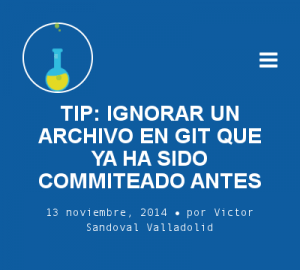 TIP: IGNORAR UN
ARCHIVO EN GIT QUE
YA HA SIDO
COMMITEADO ANTES
13 noviembre, 2014 • por Victor
Sandoval Valladolid